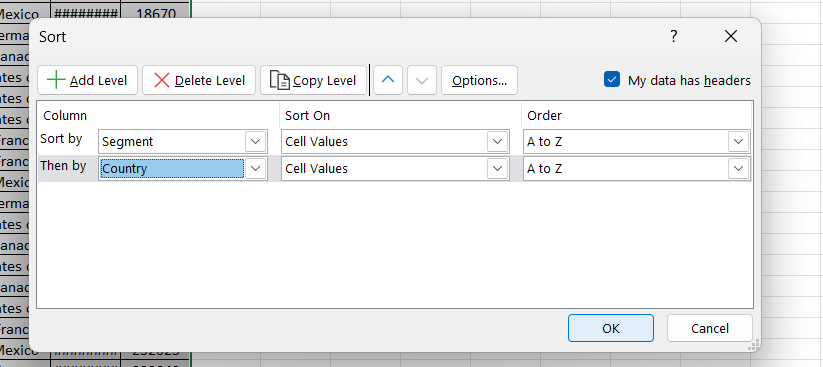 Mexico ######## 18670
Sort ?
Add Level Delete Level Copy Level Options... My data has headers
Column Sort On Order
Sort by Segment Cell Values A to Z
Then by Country Cell Values A to Z
OK Cancel
Mexico